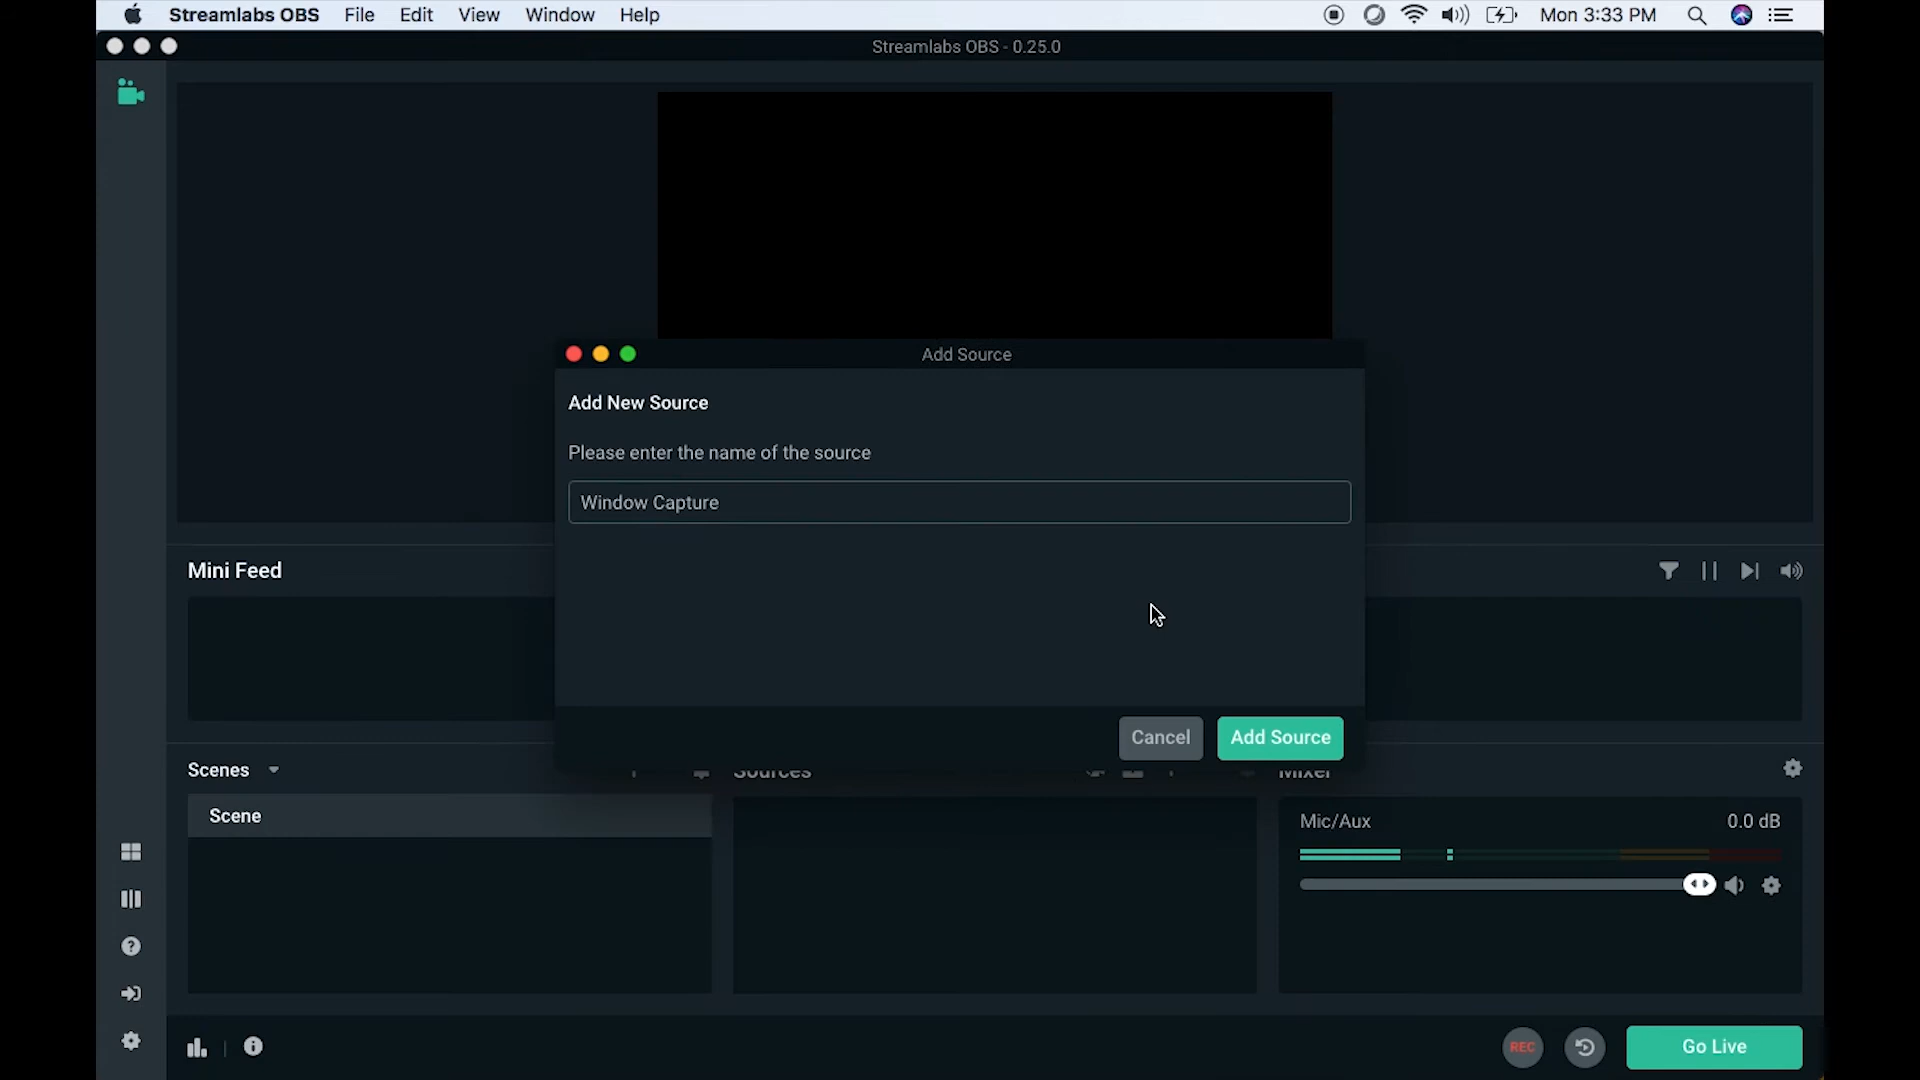 Streamlabs OBS File Edit View Window Help Mon 3:33 PM
Streamlabs OBS - 0.25.0
Add Source
Add New Source
Please enter the name of the source
Window Capture
Cancel Add Source
Mini Feed
Scenes
Scene
Sources
Mixer
Mic/Aux 0.0 dB
REC
Go Live